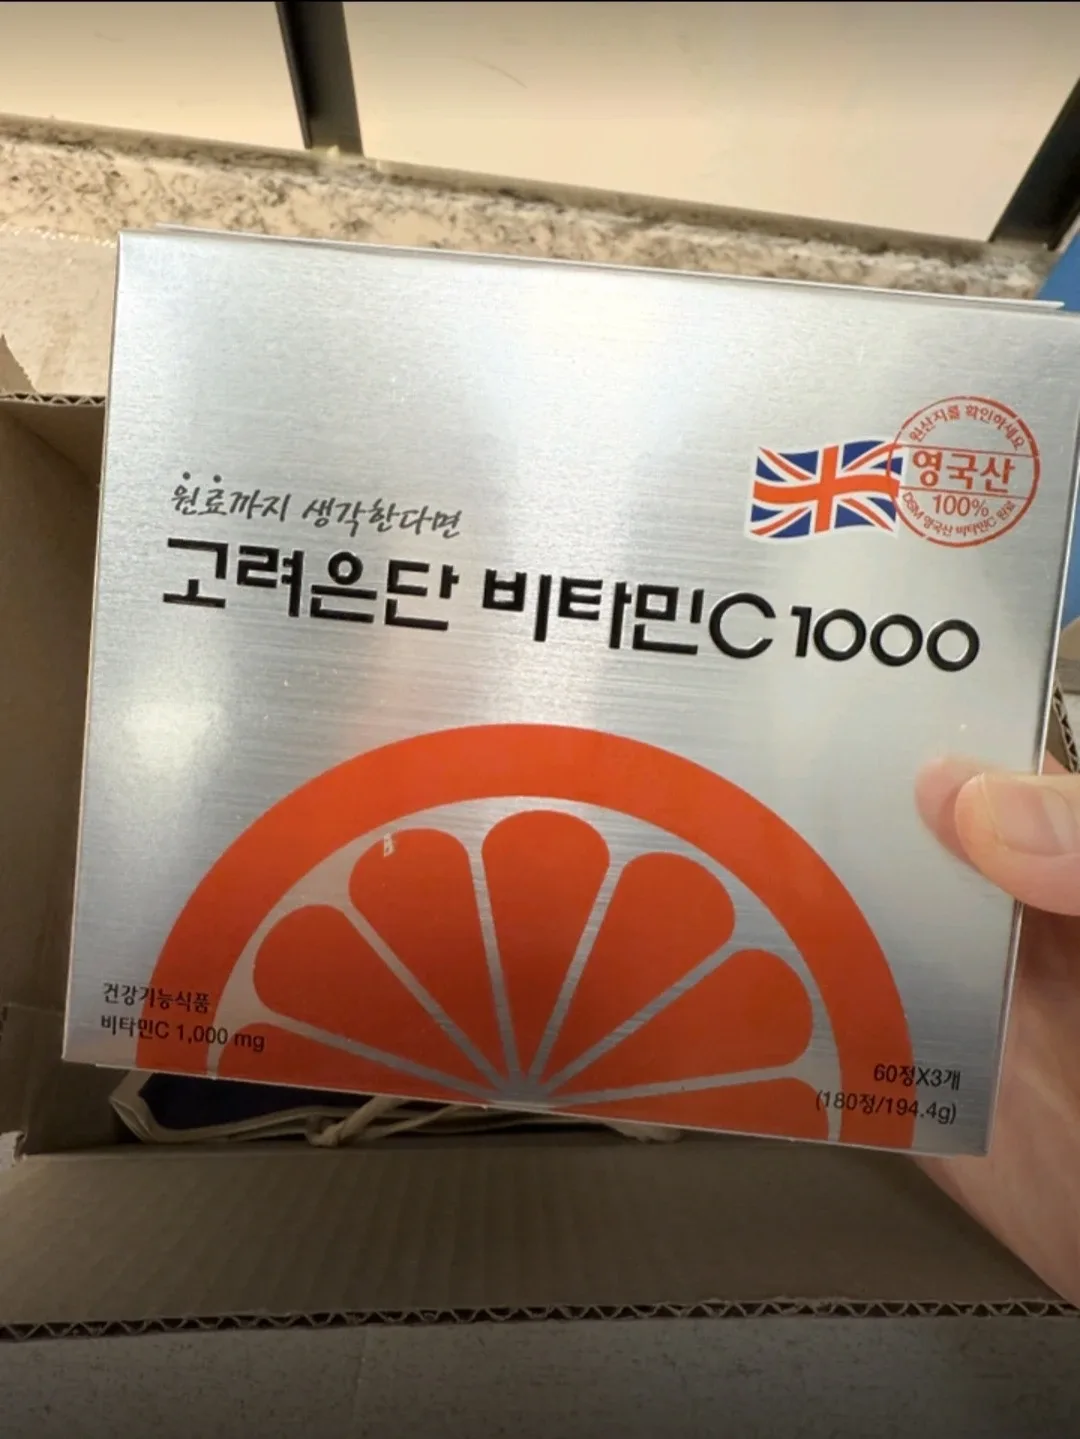 원산지를 확인하세요
영국산
100%
DSM 영국산 비타민C 원료
원료까지 생각한다면
고려은단 비타민C 1000
건강기능식품
비타민C 1,000 mg
60정X3개
(180정/194.4g)